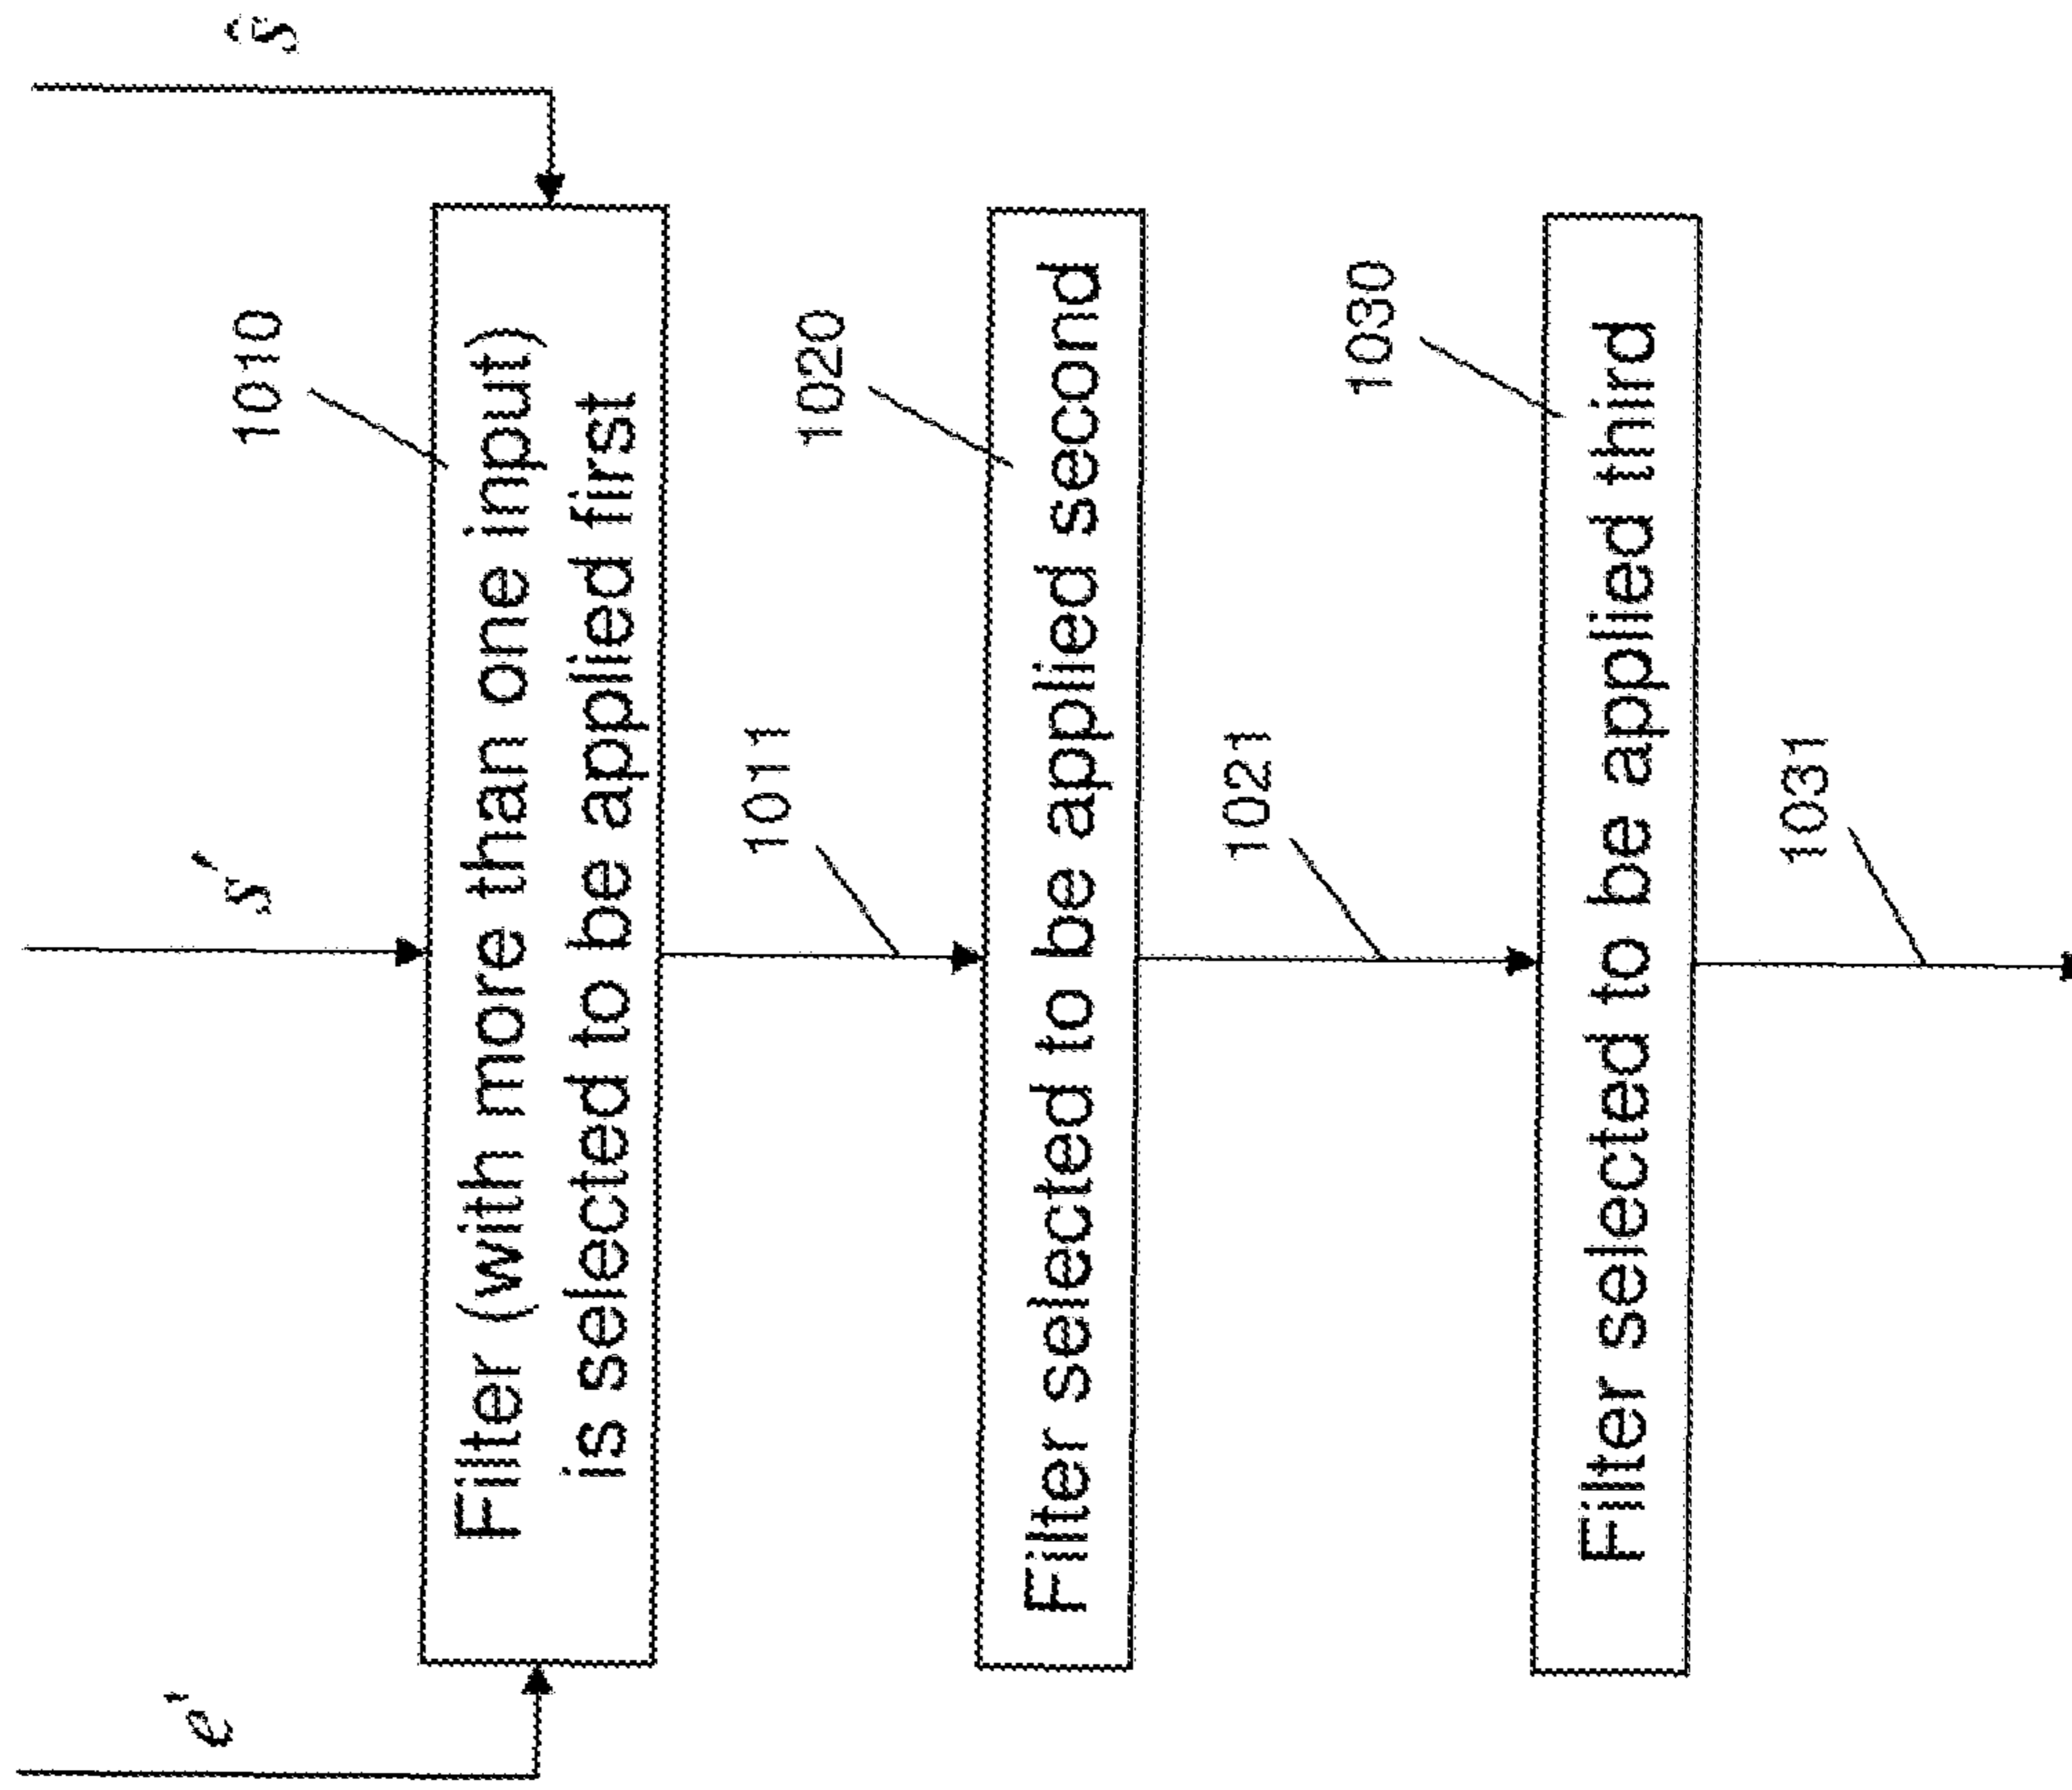 e'
s'
ŝ
1010
Filter (with more than one input)
is selected to be applied first
1011
1020
Filter selected to be applied second
1021
1030
Filter selected to be applied third
1031